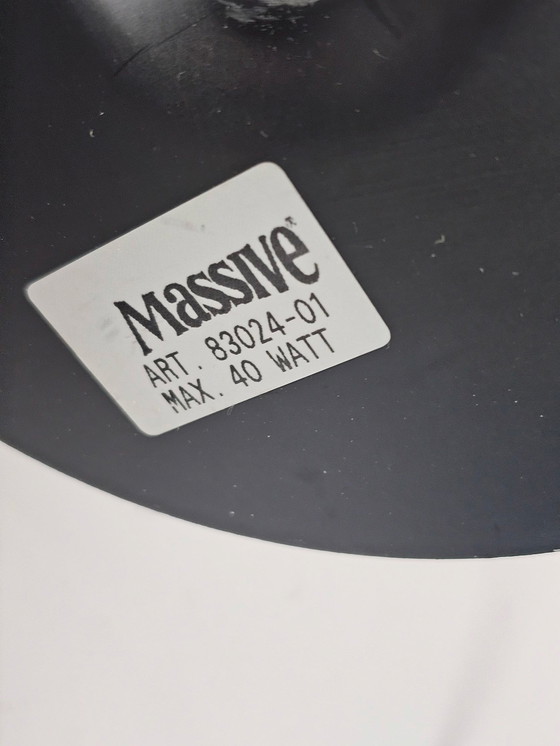 Massive
ART. 83024-01
MAX. 40 WATT